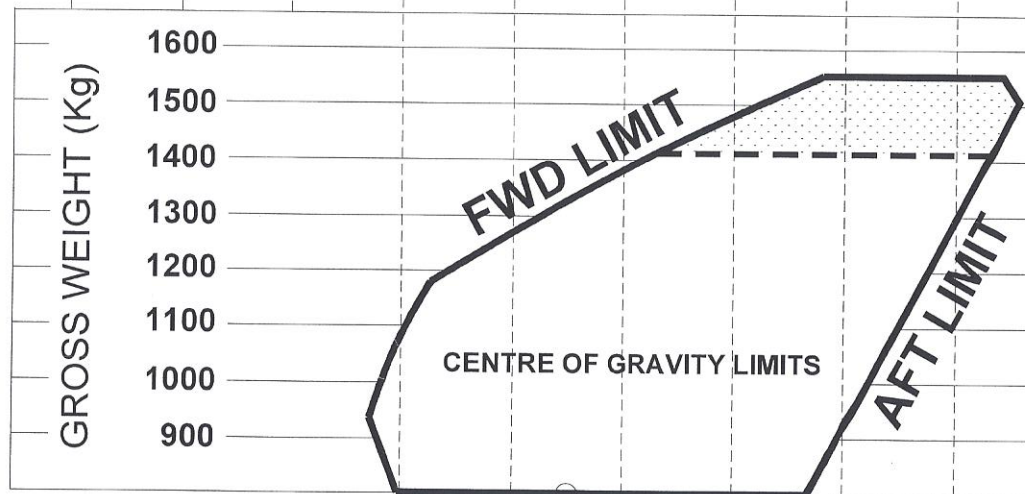 GROSS WEIGHT (Kg)
1600
1500
1400
1300
1200
1100
1000
900
FWD LIMIT
CENTRE OF GRAVITY LIMITS
AFT LIMIT